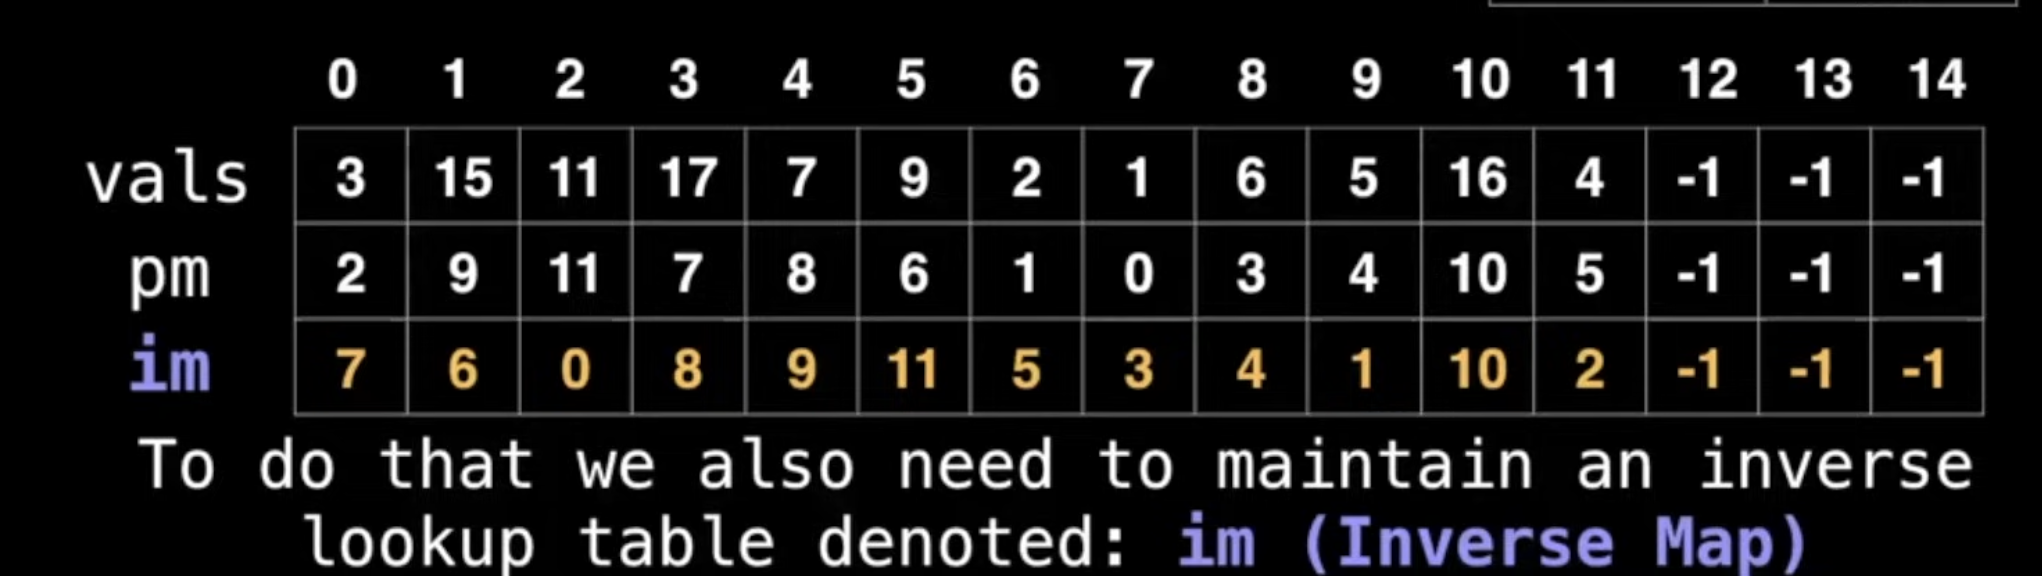 0 1 2 3 4 5 6 7 8 9 10 11 12 13 14
vals 3 15 11 17 7 9 2 1 6 5 16 4 -1 -1 -1
pm 2 9 11 7 8 6 1 0 3 4 10 5 -1 -1 -1
im 7 6 0 8 9 11 5 3 4 1 10 2 -1 -1 -1
To do that we also need to maintain an inverse
lookup table denoted: im (Inverse Map)